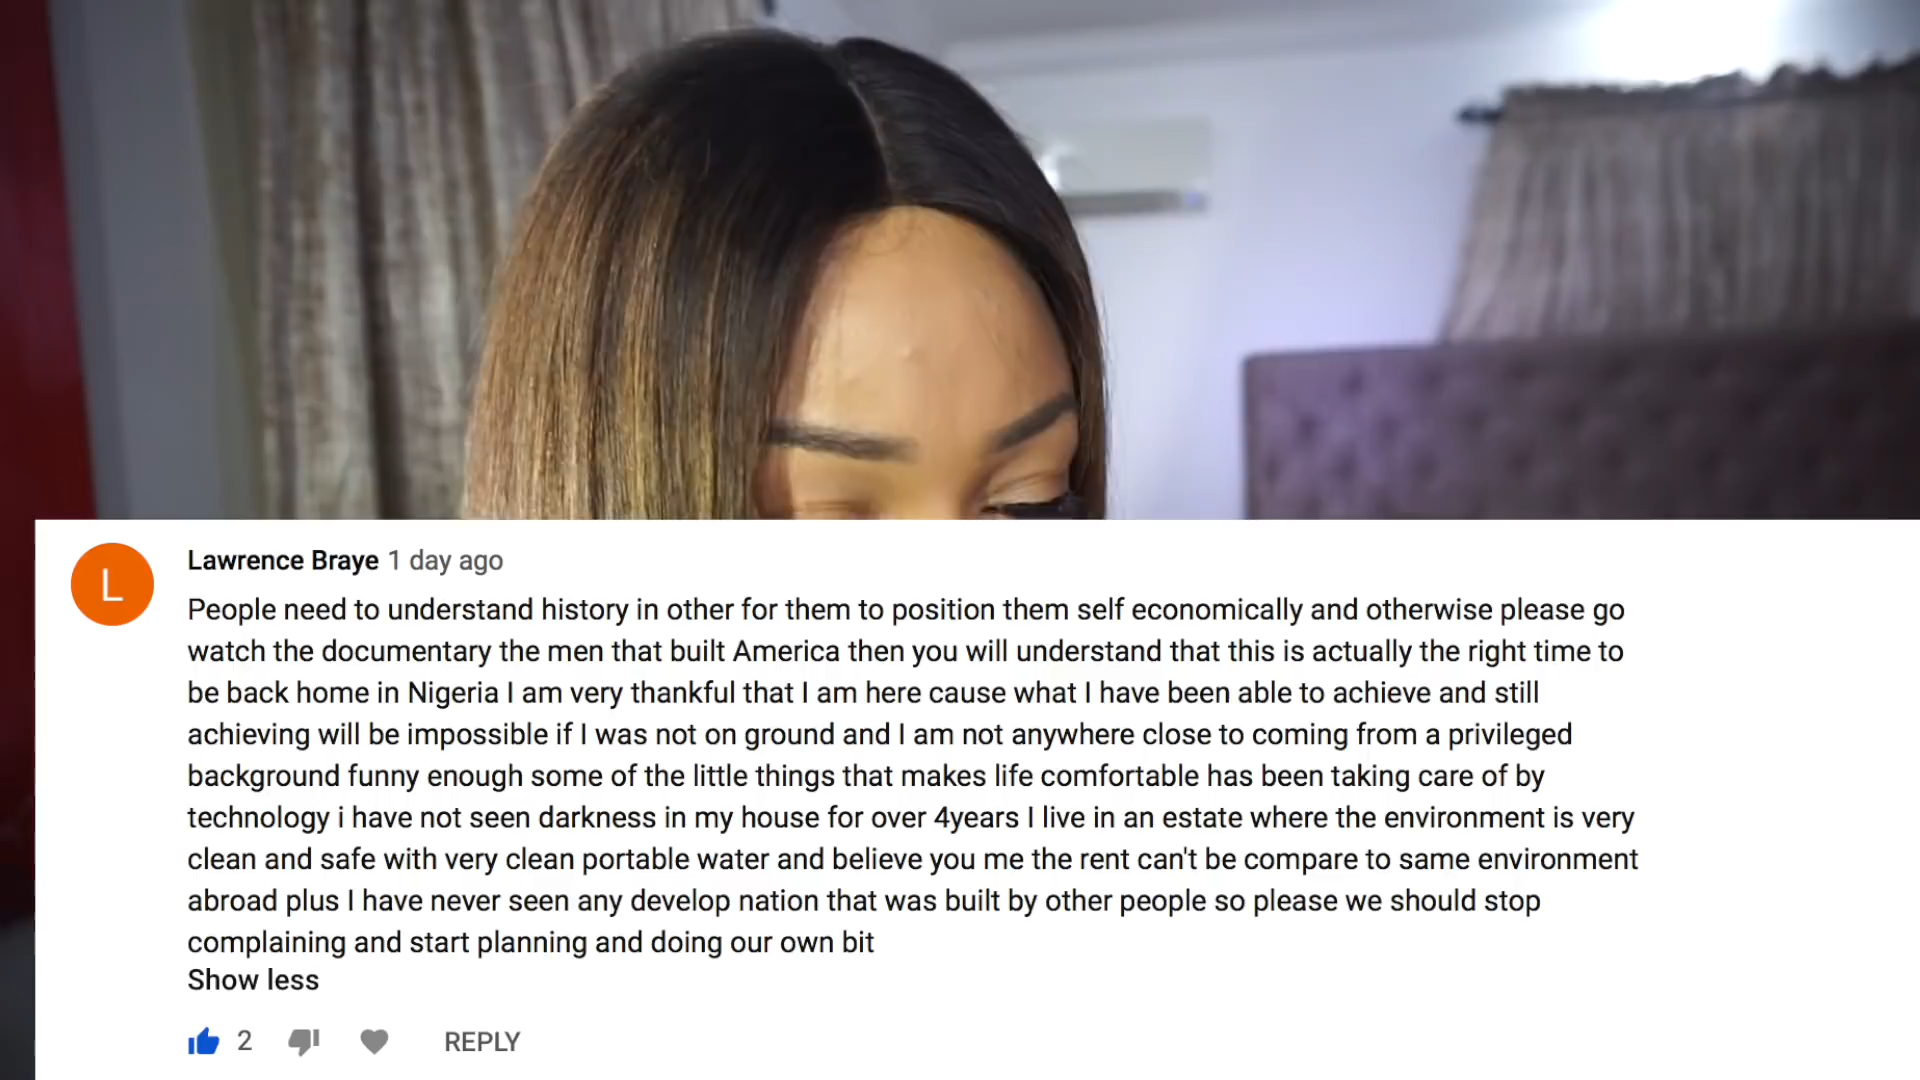 L
Lawrence Braye 1 day ago
People need to understand history in other for them to position them self economically and otherwise please go
watch the documentary the men that built America then you will understand that this is actually the right time to
be back home in Nigeria I am very thankful that I am here cause what I have been able to achieve and still
achieving will be impossible if I was not on ground and I am not anywhere close to coming from a privileged
background funny enough some of the little things that makes life comfortable has been taking care of by
technology i have not seen darkness in my house for over 4years I live in an estate where the environment is very
clean and safe with very clean portable water and believe you me the rent can't be compare to same environment
abroad plus I have never seen any develop nation that was built by other people so please we should stop
complaining and start planning and doing our own bit
Show less
2 REPLY